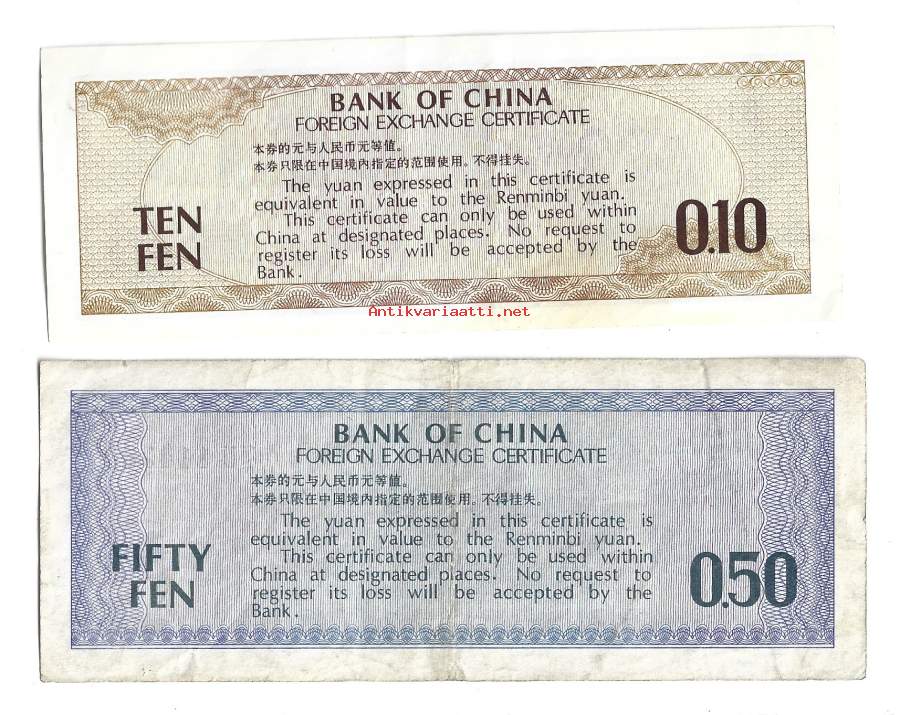 BANK OF CHINA
FOREIGN EXCHANGE CERTIFICATE
本券的元与人民币元等值。
本券只限在中国境内指定的范围使用。不得挂失。
The yuan expressed in this certificate is
equivalent in value to the Renminbi yuan.
This certificate can only be used within
China at designated places. No request to
register its loss will be accepted by the
Bank.
TEN
FEN
0.10
Antikvariaatti.net
BANK OF CHINA
FOREIGN EXCHANGE CERTIFICATE
本券的元与人民币元等值。
本券只限在中国境内指定的范围使用。不得挂失。
The yuan expressed in this certificate is
equivalent in value to the Renminbi yuan.
This certificate can only be used within
China at designated places. No request to
register its loss will be accepted by the
Bank.
FIFTY
FEN
0.50